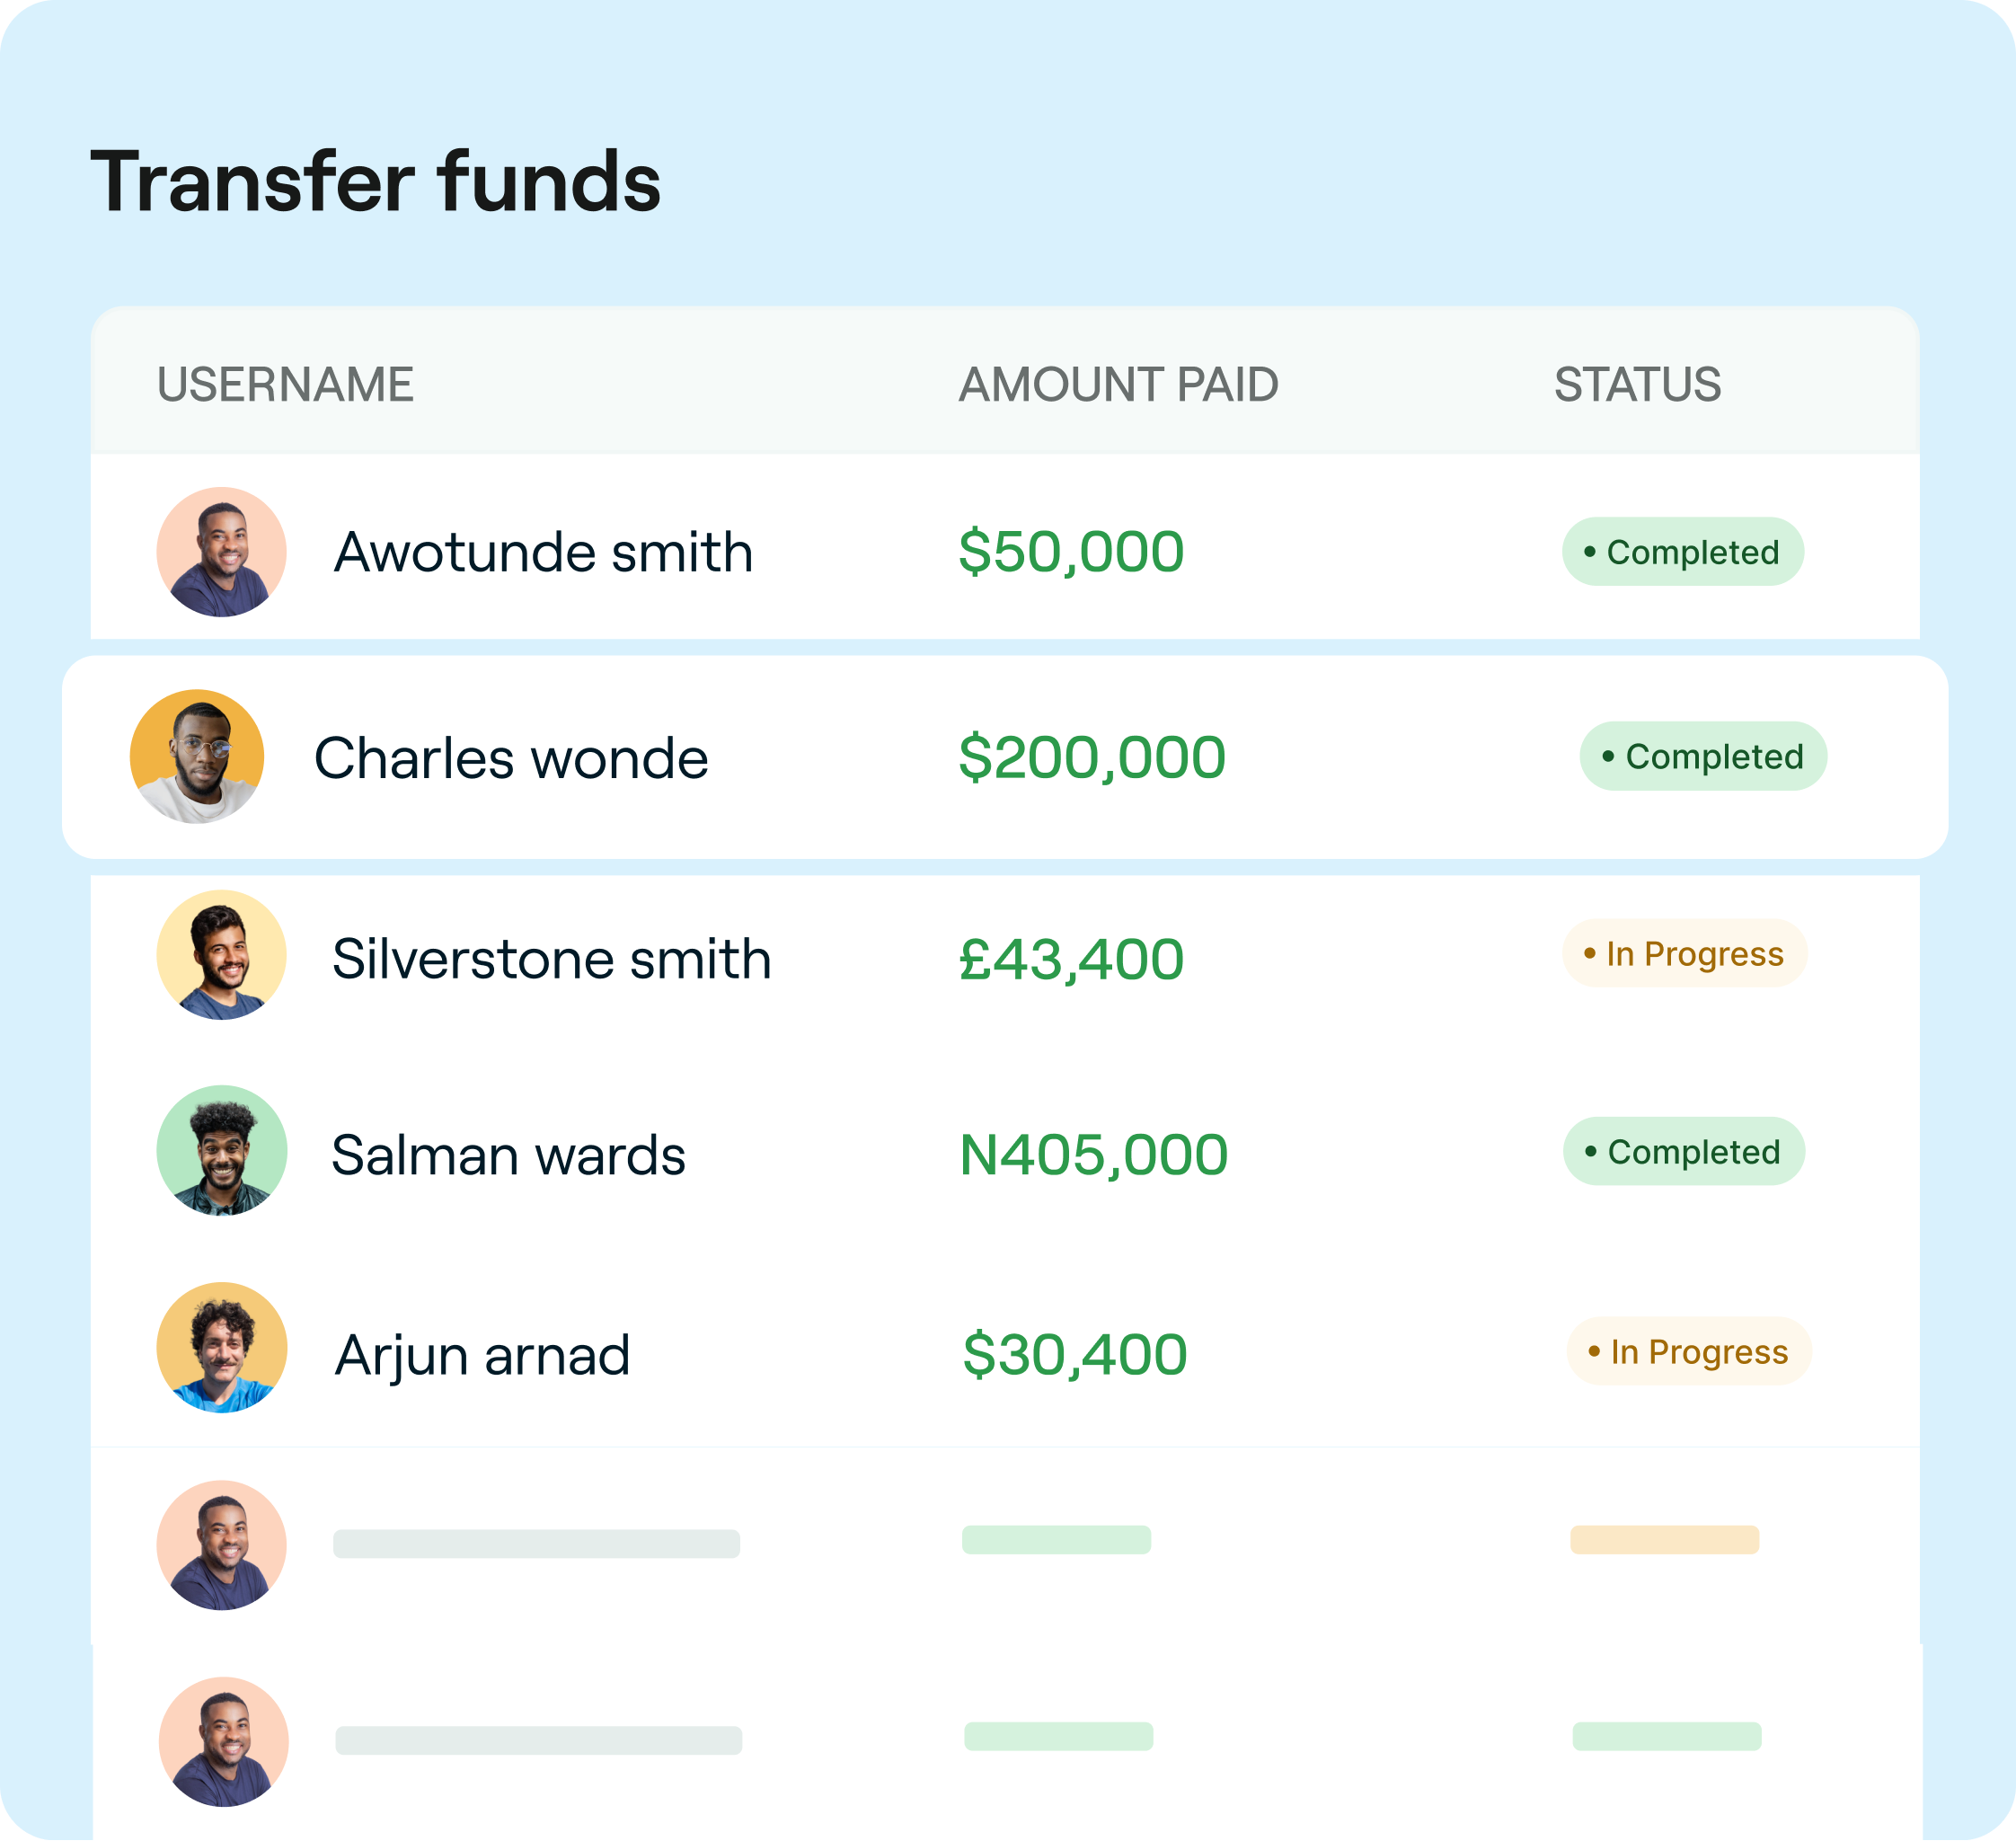 Transfer funds
USERNAME AMOUNT PAID STATUS
Awotunde smith $50,000 • Completed
Charles wonde $200,000 • Completed
Silverstone smith £43,400 • In Progress
Salman wards N405,000 • Completed
Arjun arnad $30,400 • In Progress